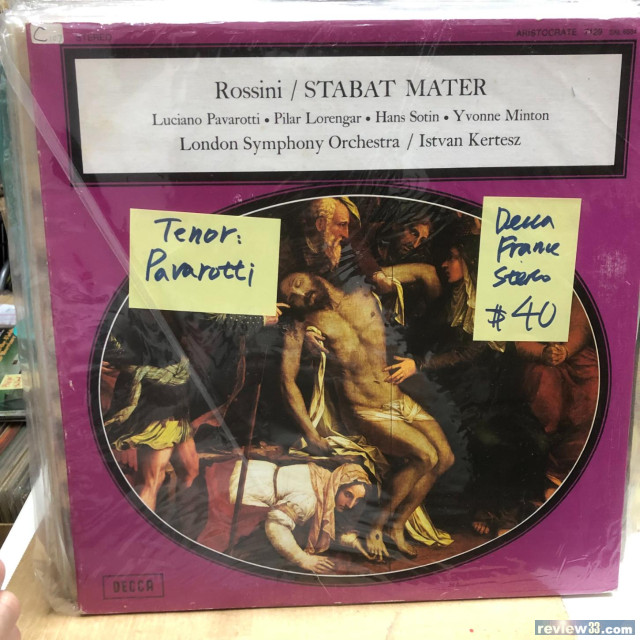 C
STEREO
ARISTOCRATE 7129
Rossini / STABAT MATER
Luciano Pavarotti • Pilar Lorengar • Hans Sotin • Yvonne Minton
London Symphony Orchestra / Istvan Kertesz
Tenor:
Pavarotti
Decca
France
Stereo
$40
DECCA
review33.com